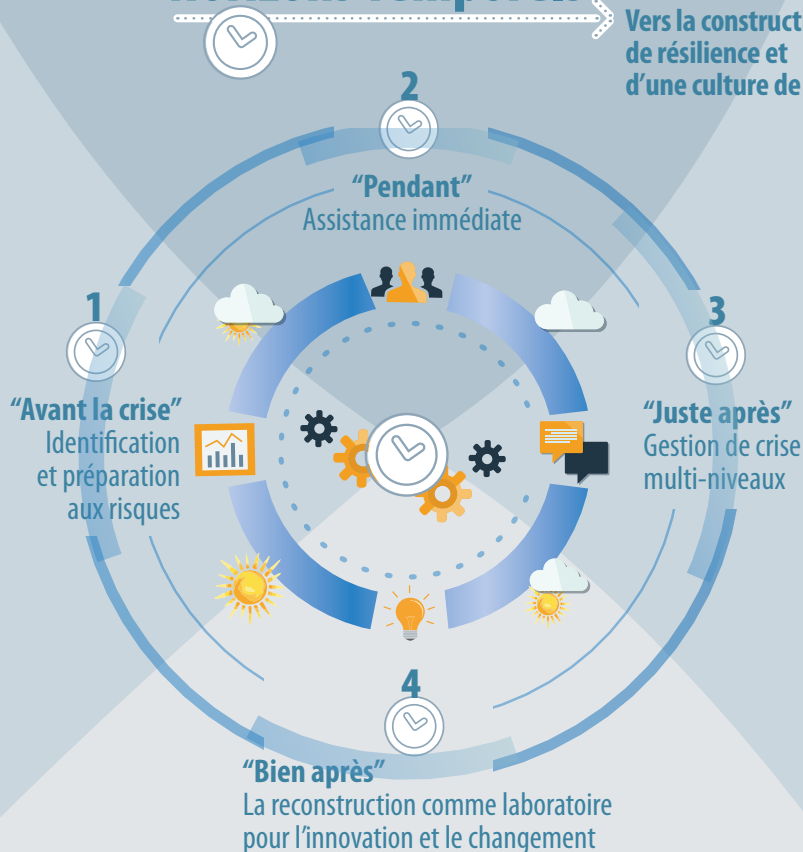 Vers la construct
de résilience et
d'une culture de
2
“Pendant”
Assistance immédiate
1
“Avant la crise”
Identification
et préparation
aux risques
3
“Juste après”
Gestion de crise
multi-niveaux
4
“Bien après”
La reconstruction comme laboratoire
pour l'innovation et le changement